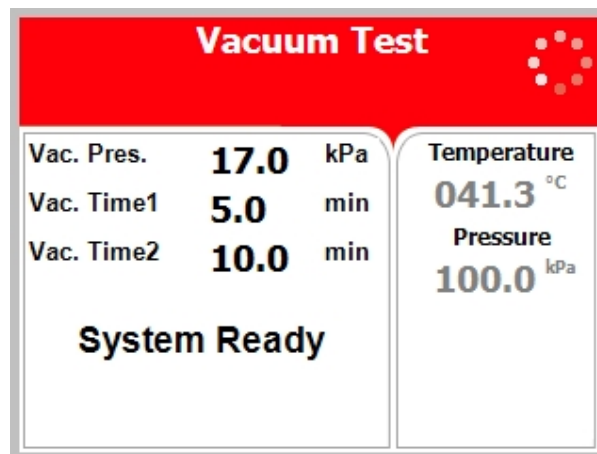 Vacuum Test
Vac. Pres. 17.0 kPa
Vac. Time1 5.0 min
Vac. Time2 10.0 min
System Ready
Temperature
041.3 °C
Pressure
100.0 kPa